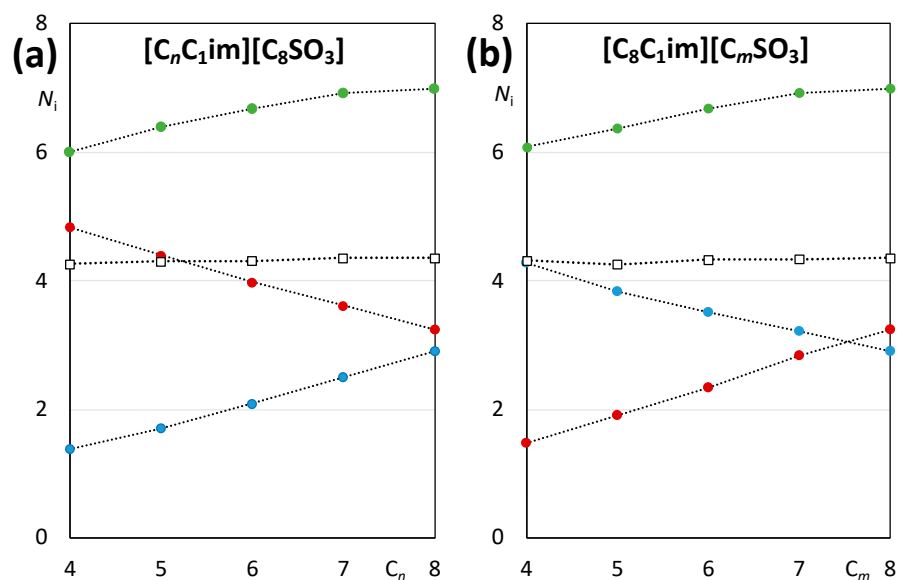 (a)
[CₙC₁im][C₈SO₃]
8
Nᵢ
6
4
2
0
4 5 6 7 Cₙ 8
(b)
[C₈C₁im][CₘSO₃]
8
Nᵢ
6
4
2
0
4 5 6 7 Cₘ 8